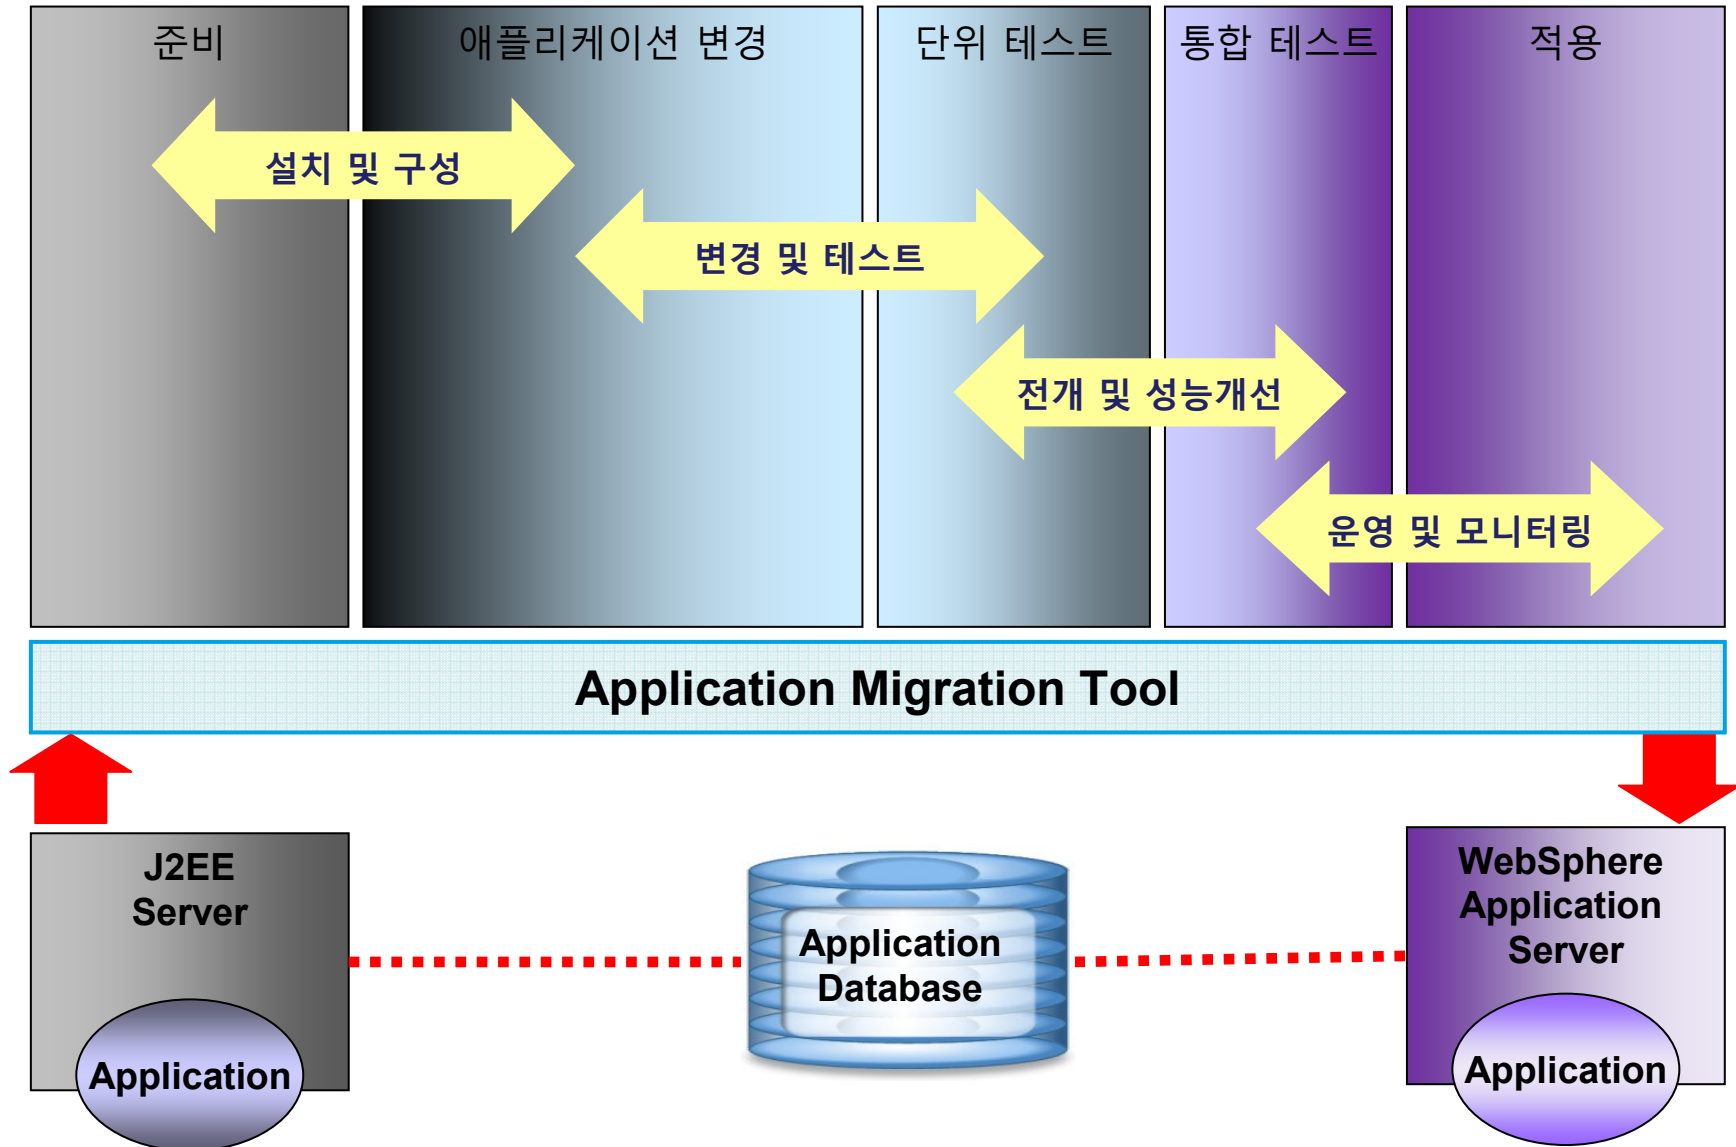 준비
애플리케이션 변경
단위 테스트
통합 테스트
적용
설치 및 구성
변경 및 테스트
전개 및 성능개선
운영 및 모니터링
Application Migration Tool
J2EE
Server
Application
Application
Database
WebSphere
Application
Server
Application